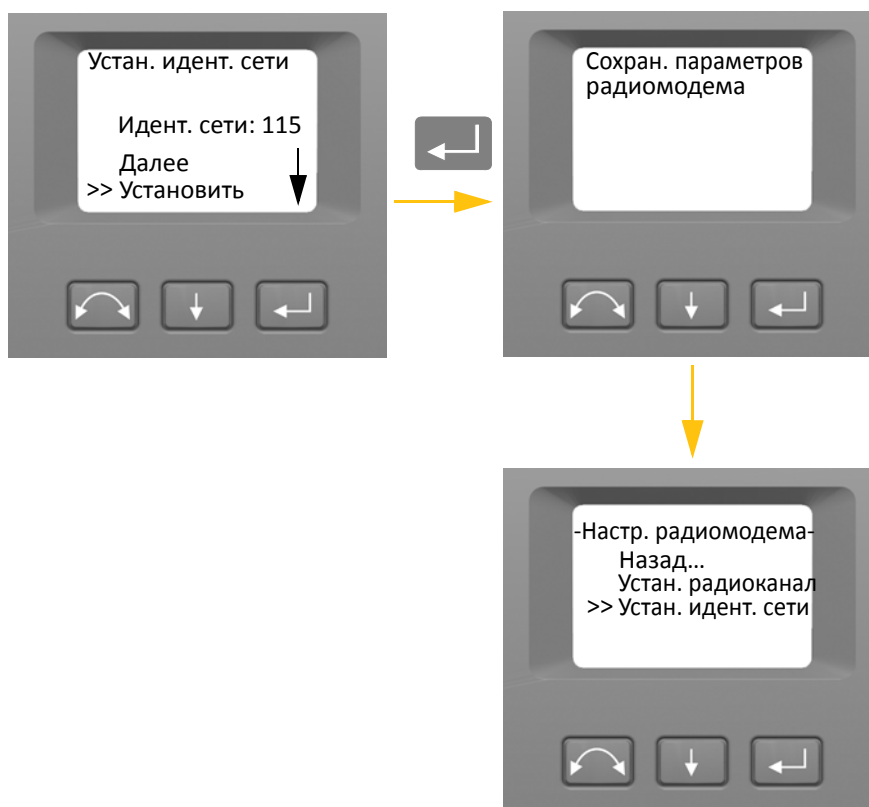 Устан. идент. сети
Идент. сети: 115
Далее
>> Установить
Сохран. параметров
радиомодема
-Настр. радиомодема-
Назад...
Устан. радиоканал
>> Устан. идент. сети